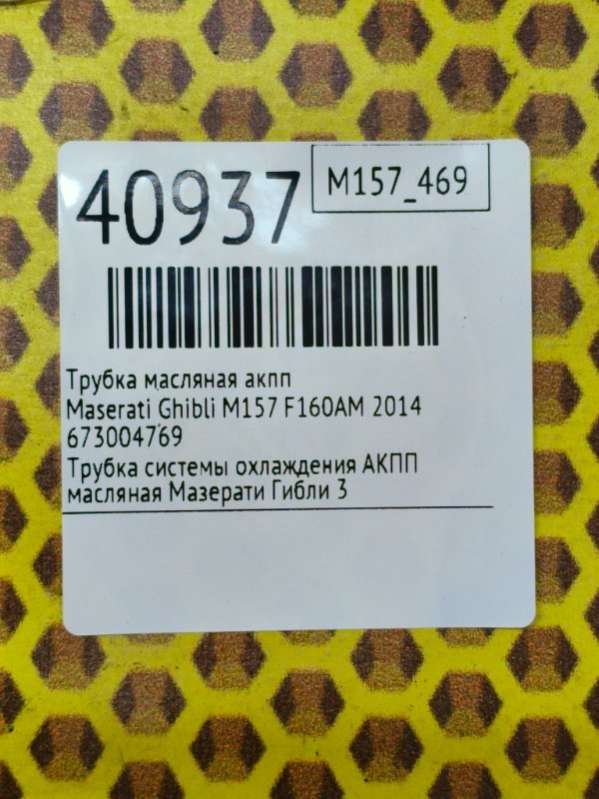 40937
M157_469
Трубка масляная акпп
Maserati Ghibli M157 F160AM 2014
673004769
Трубка системы охлаждения АКПП
масляная Мазерати Гибли 3